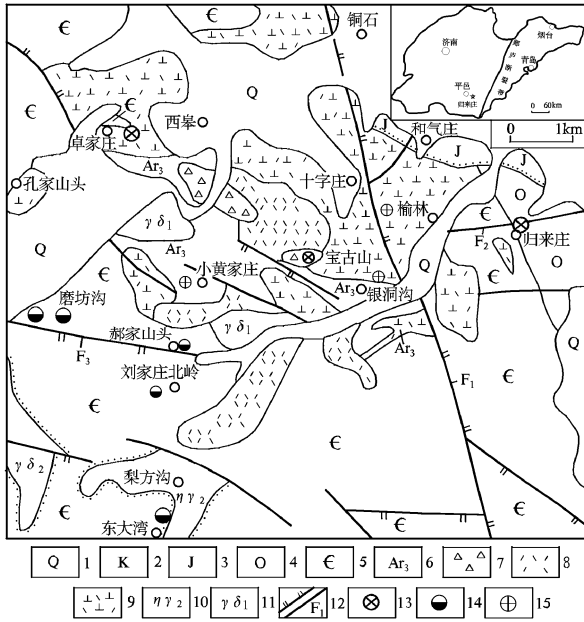 Є
铜石
济南
烟台
青岛
平邑
归来庄
0 60km
Є
Є
Q
Є
西皋
卓家庄
和气庄
0 1km
J
J
J
Ar₃
孔家山头
十字庄
O
榆林
Є
归来庄
γδ₁
Q
Ar₃
宝古山
Q
F₂
O
小黄家庄
Є
Є
磨坊沟
Ar₃
银洞沟
γδ₁
郝家山头
F₃
Ar₃
Q
刘家庄北岭
F₁
Є
Є
Є
γδ₂
梨方沟
ηγ₂
Є
Є
东大湾
Є
Є
Q 1 K 2 J 3 O 4 Є 5 Ar₃ 6 7 8
9 ηγ₂ 10 γδ₁ 11 F₁ 12 13 14 15